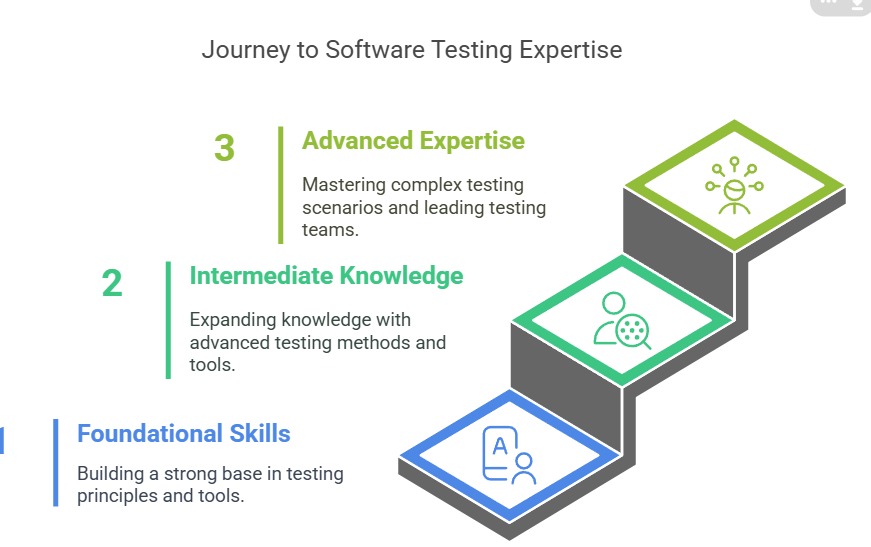 Journey to Software Testing Expertise
3
Advanced Expertise
Mastering complex testing
scenarios and leading testing
teams.
2
Intermediate Knowledge
Expanding knowledge with
advanced testing methods and
tools.
Foundational Skills
Building a strong base in testing
principles and tools.
A